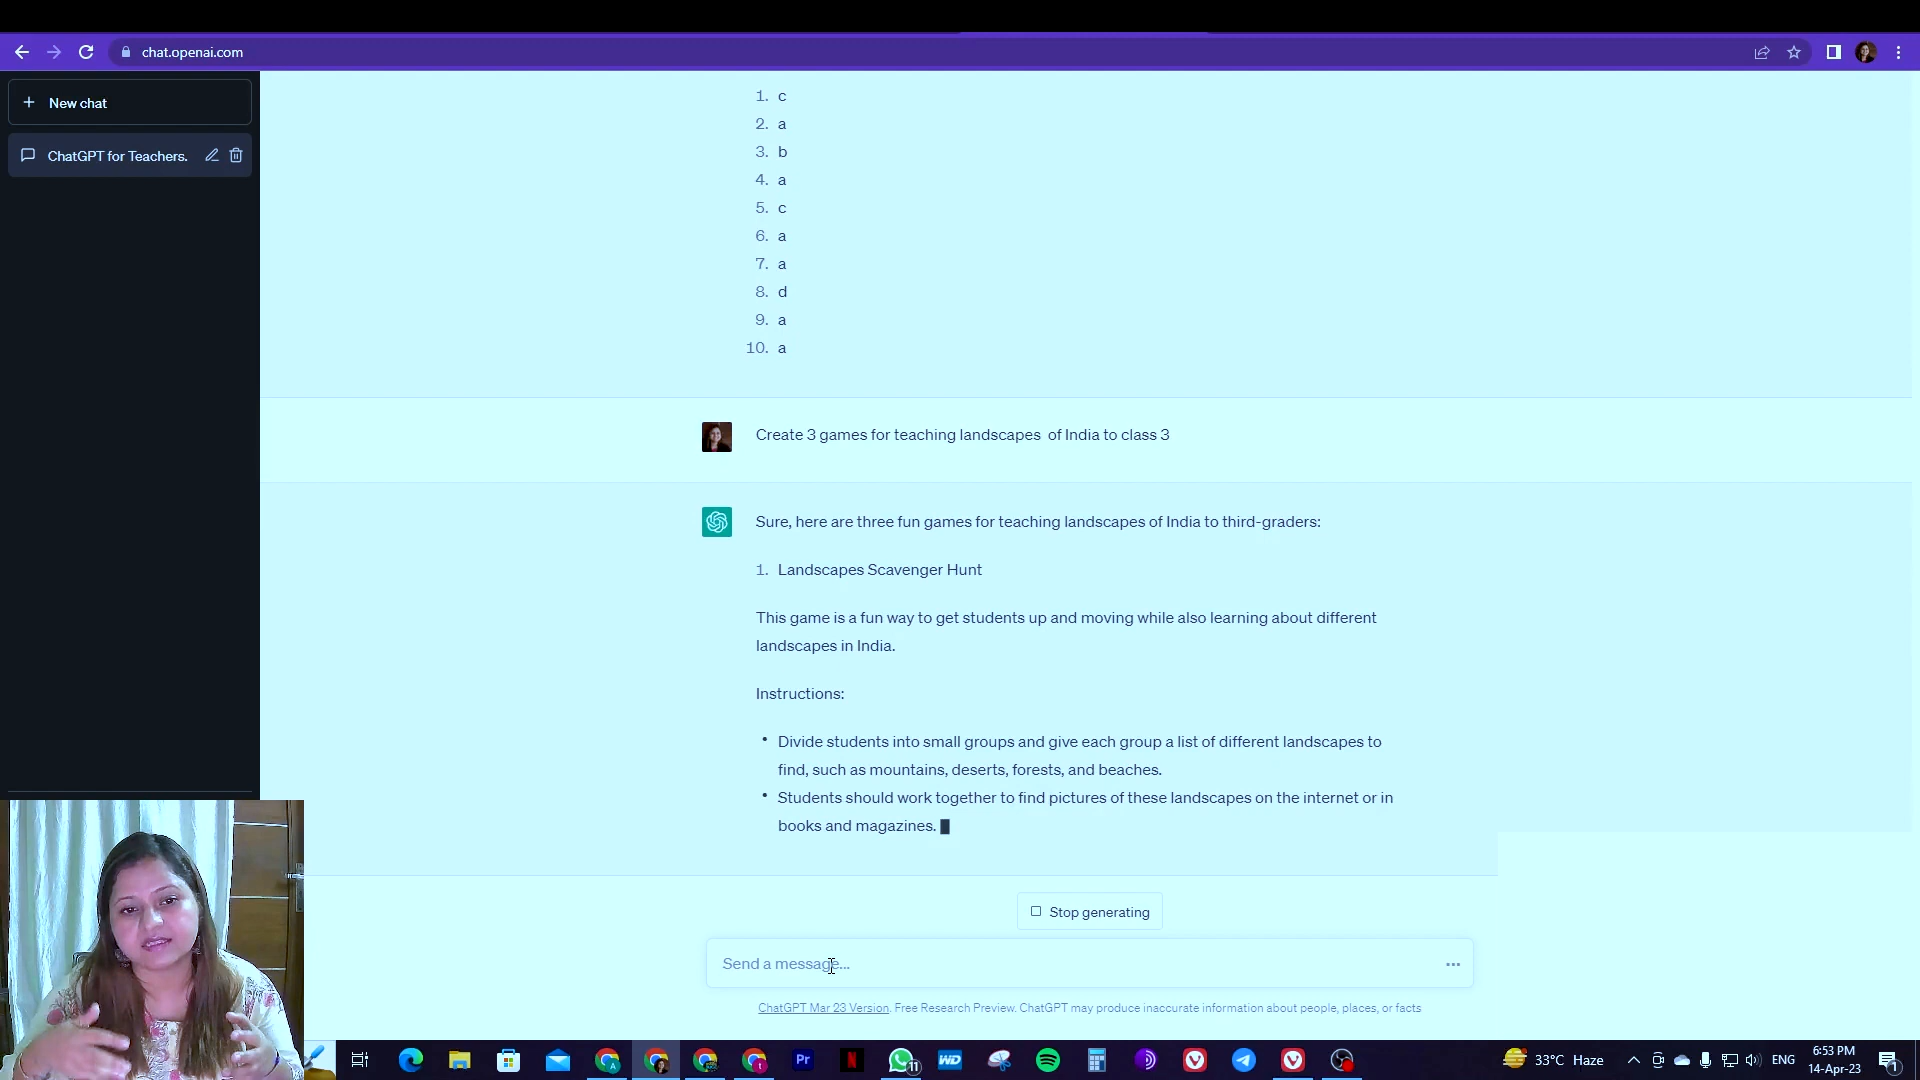 chat.openai.com
New chat
ChatGPT for Teachers.
1. c
2. a
3. b
4. a
5. c
6. a
7. a
8. d
9. a
10. a
Create 3 games for teaching landscapes of India to class 3
Sure, here are three fun games for teaching landscapes of India to third-graders:
1. Landscapes Scavenger Hunt
This game is a fun way to get students up and moving while also learning about different
landscapes in India.
Instructions:
• Divide students into small groups and give each group a list of different landscapes to
find, such as mountains, deserts, forests, and beaches.
• Students should work together to find pictures of these landscapes on the internet or in
books and magazines.
Stop generating
Send a message...
ChatGPT Mar 23 Version. Free Research Preview. ChatGPT may produce inaccurate information about people, places, or facts
Pr
N
11
WD
33°C Haze
ENG
6:53 PM
14-Apr-23
1